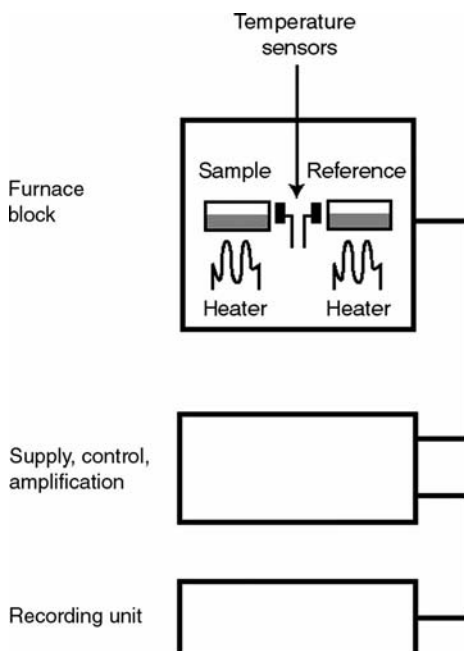 Temperature
sensors
Sample Reference
Furnace
block
Heater Heater
Supply, control,
amplification
Recording unit